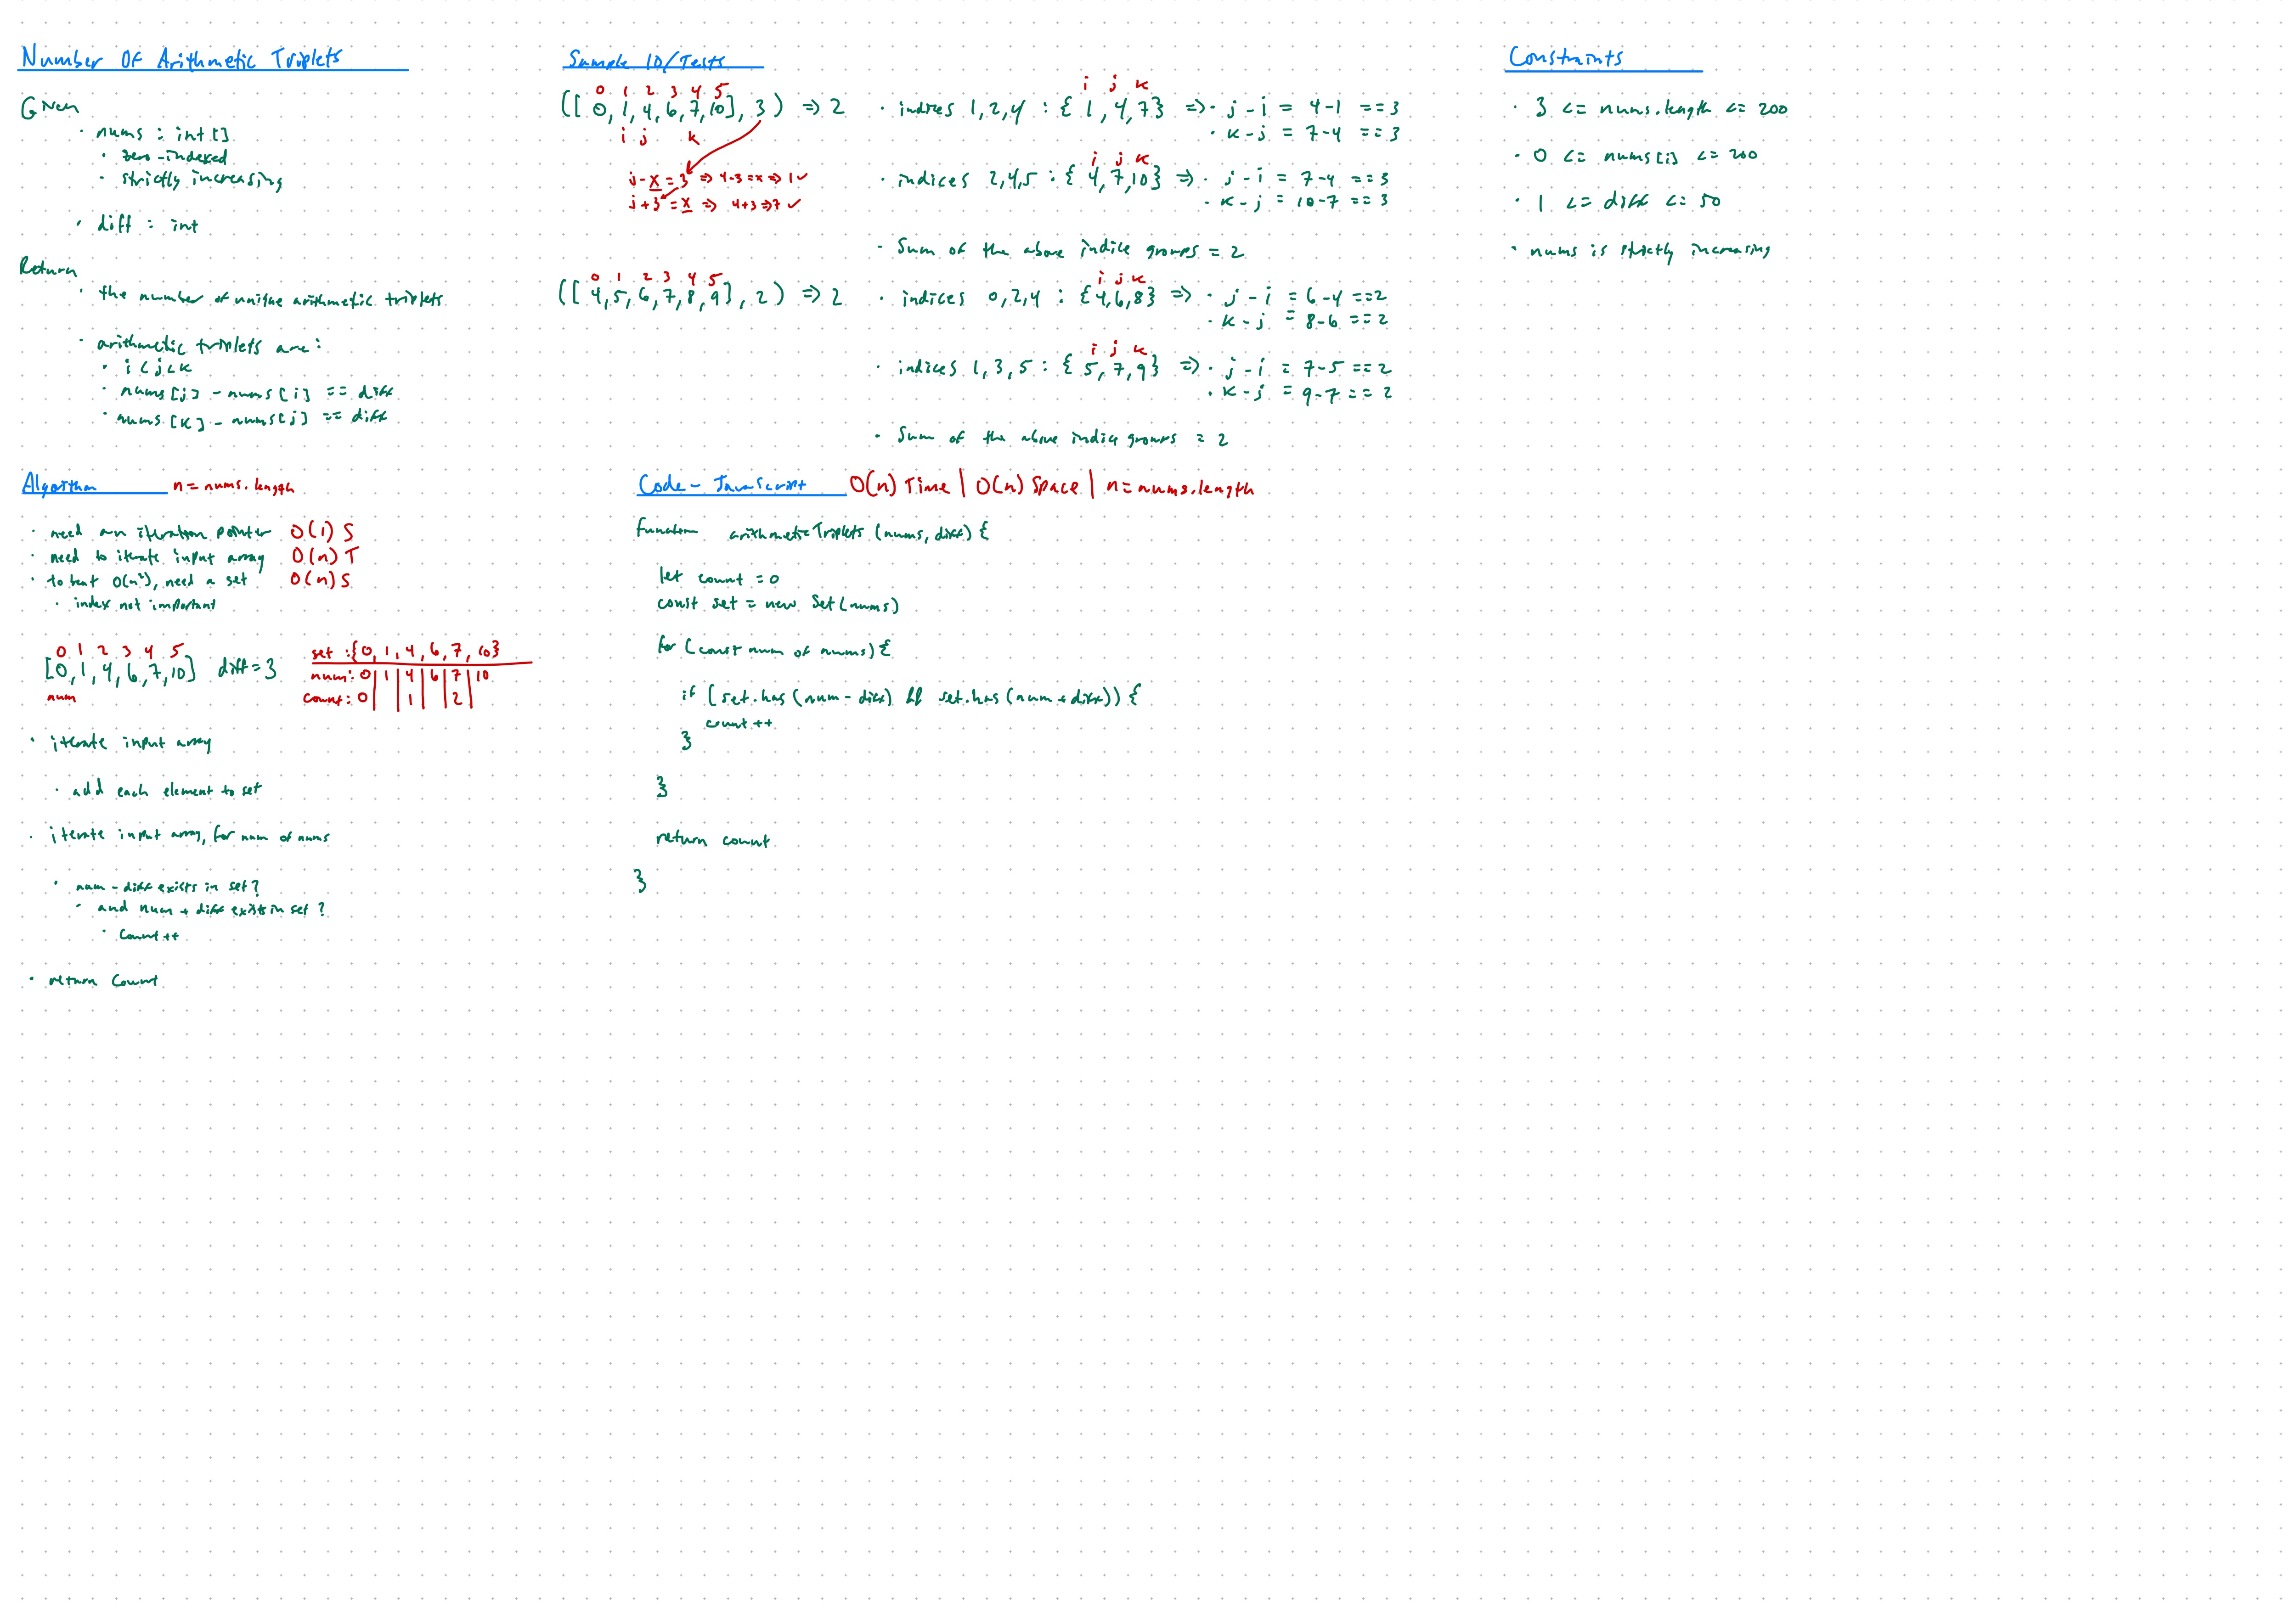 Number Of Arithmetic Triplets
Given
· nums : int []
· zero-indexed
· strictly increasing
· diff : int
Return
· the number of unique arithmetic triplets
· arithmetic triplets are:
· i < j < k
· nums[j] - nums[i] == diff
· nums[k] - nums[j] == diff
Sample IO/Tests
0 1 2 3 4 5
([0, 1, 4, 6, 7, 10], 3) => 2
i j k
j - x = 3 => 4-3 = x => 1 ✓
j + 3 = x => 4+3 => 7 ✓
i j k
· indices 1,2,4 : { 1, 4, 7} => · j - i = 4-1 == 3
· k - j = 7-4 == 3
i j k
· indices 2,4,5 : { 4, 7, 10} => · j - i = 7-4 == 3
· k - j = 10-7 == 3
· Sum of the above indice groups = 2
0 1 2 3 4 5
([4, 5, 6, 7, 8, 9], 2) => 2
i j k
· indices 0,2,4 : {4,6,8} => · j - i = 6-4 == 2
· k - j = 8-6 == 2
i j k
· indices 1,3,5 : { 5, 7, 9} => · j - i = 7-5 == 2
· k - j = 9-7 == 2
· Sum of the above indice groups = 2
Constraints
· 3 <= nums.length <= 200
· 0 <= nums[i] <= 200
· 1 <= diff <= 50
· nums is strictly increasing
Algorithm n = nums.length
· need an iteration pointer O(1) S
· need to iterate input array O(n) T
· to beat O(n²), need a set O(n) S
· index not important
0 1 2 3 4 5
[0, 1, 4, 6, 7, 10] diff = 3
num
set : {0, 1, 4, 6, 7, 10}
num: 0 | 1 | 4 | 6 | 7 | 10
count: 0 | | 1 | | 2 |
· iterate input array
· add each element to set
· iterate input array, for num of nums
· num - diff exists in set?
· and num + diff exists in set?
· count++
· return count
Code - JavaScript O(n) Time | O(n) Space | n = nums.length
function arithmeticTriplets (nums, diff) {
let count = 0
const set = new Set(nums)
for (const num of nums) {
if (set.has(num - diff) && set.has(num + diff)) {
count ++
}
}
return count
}